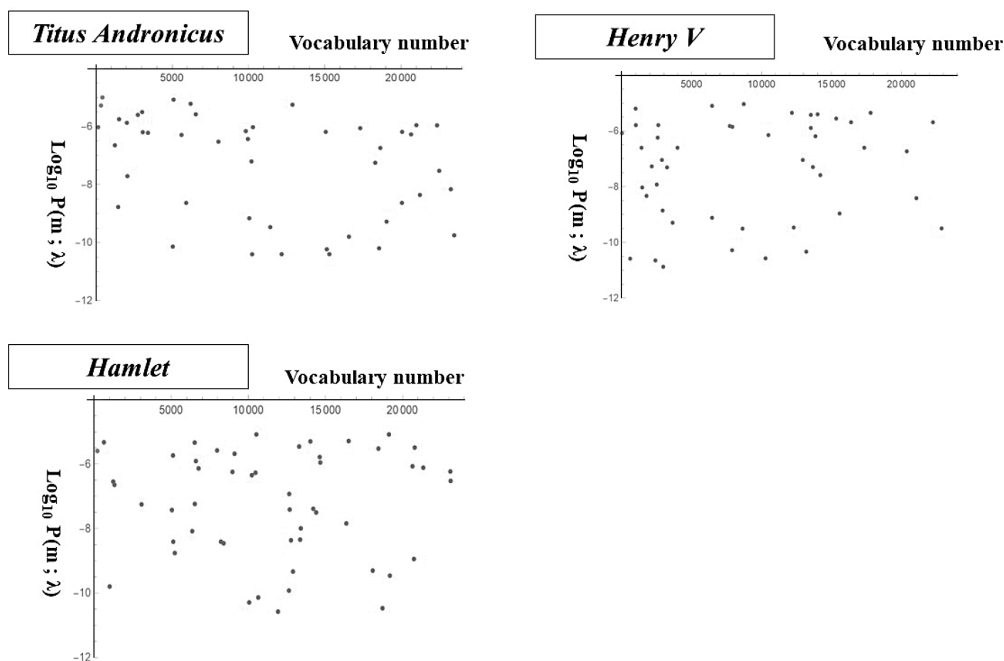 Titus Andronicus
Vocabulary number
5000 10000 15000 20000
−6
−8
−10
−12
Log10 P(m ; λ)
Henry V
Vocabulary number
5000 10000 15000 20000
−6
−8
−10
−12
Log10 P(m ; λ)
Hamlet
Vocabulary number
5000 10000 15000 20000
−6
−8
−10
−12
Log10 P(m ; λ)